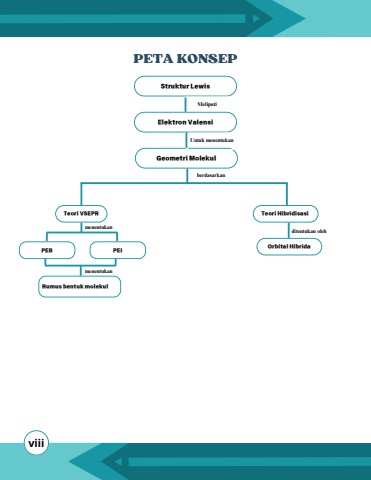 PETA KONSEP
Struktur Lewis
Meliputi
Elektron Valensi
Untuk menentukan
Geometri Molekul
berdasarkan
Teori VSEPR
Teori Hibridisasi
menentukan
ditentukan oleh
PEB
PEI
Orbital Hibrida
menentukan
Rumus bentuk molekul
viii